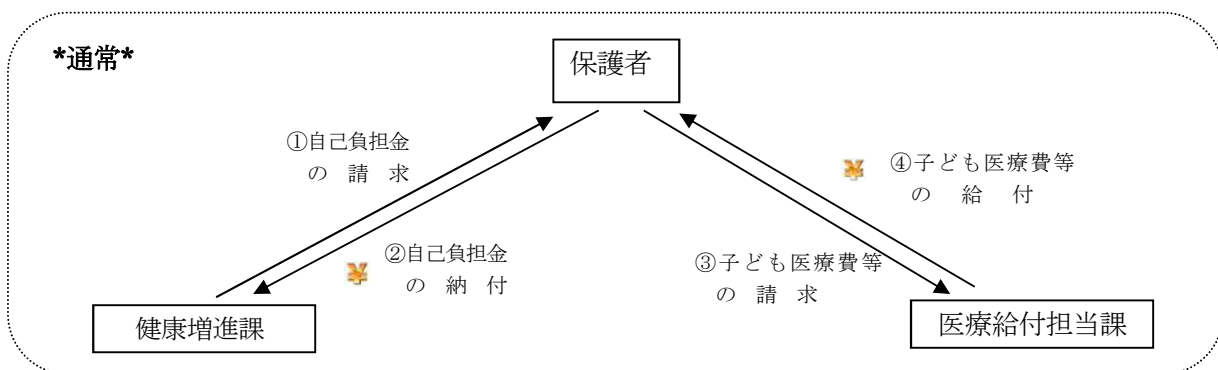 *通常*
保護者
①自己負担金
の請求
④子ども医療費等
の給付
¥
②自己負担金
の納付
¥
③子ども医療費等
の請求
健康増進課
医療給付担当課